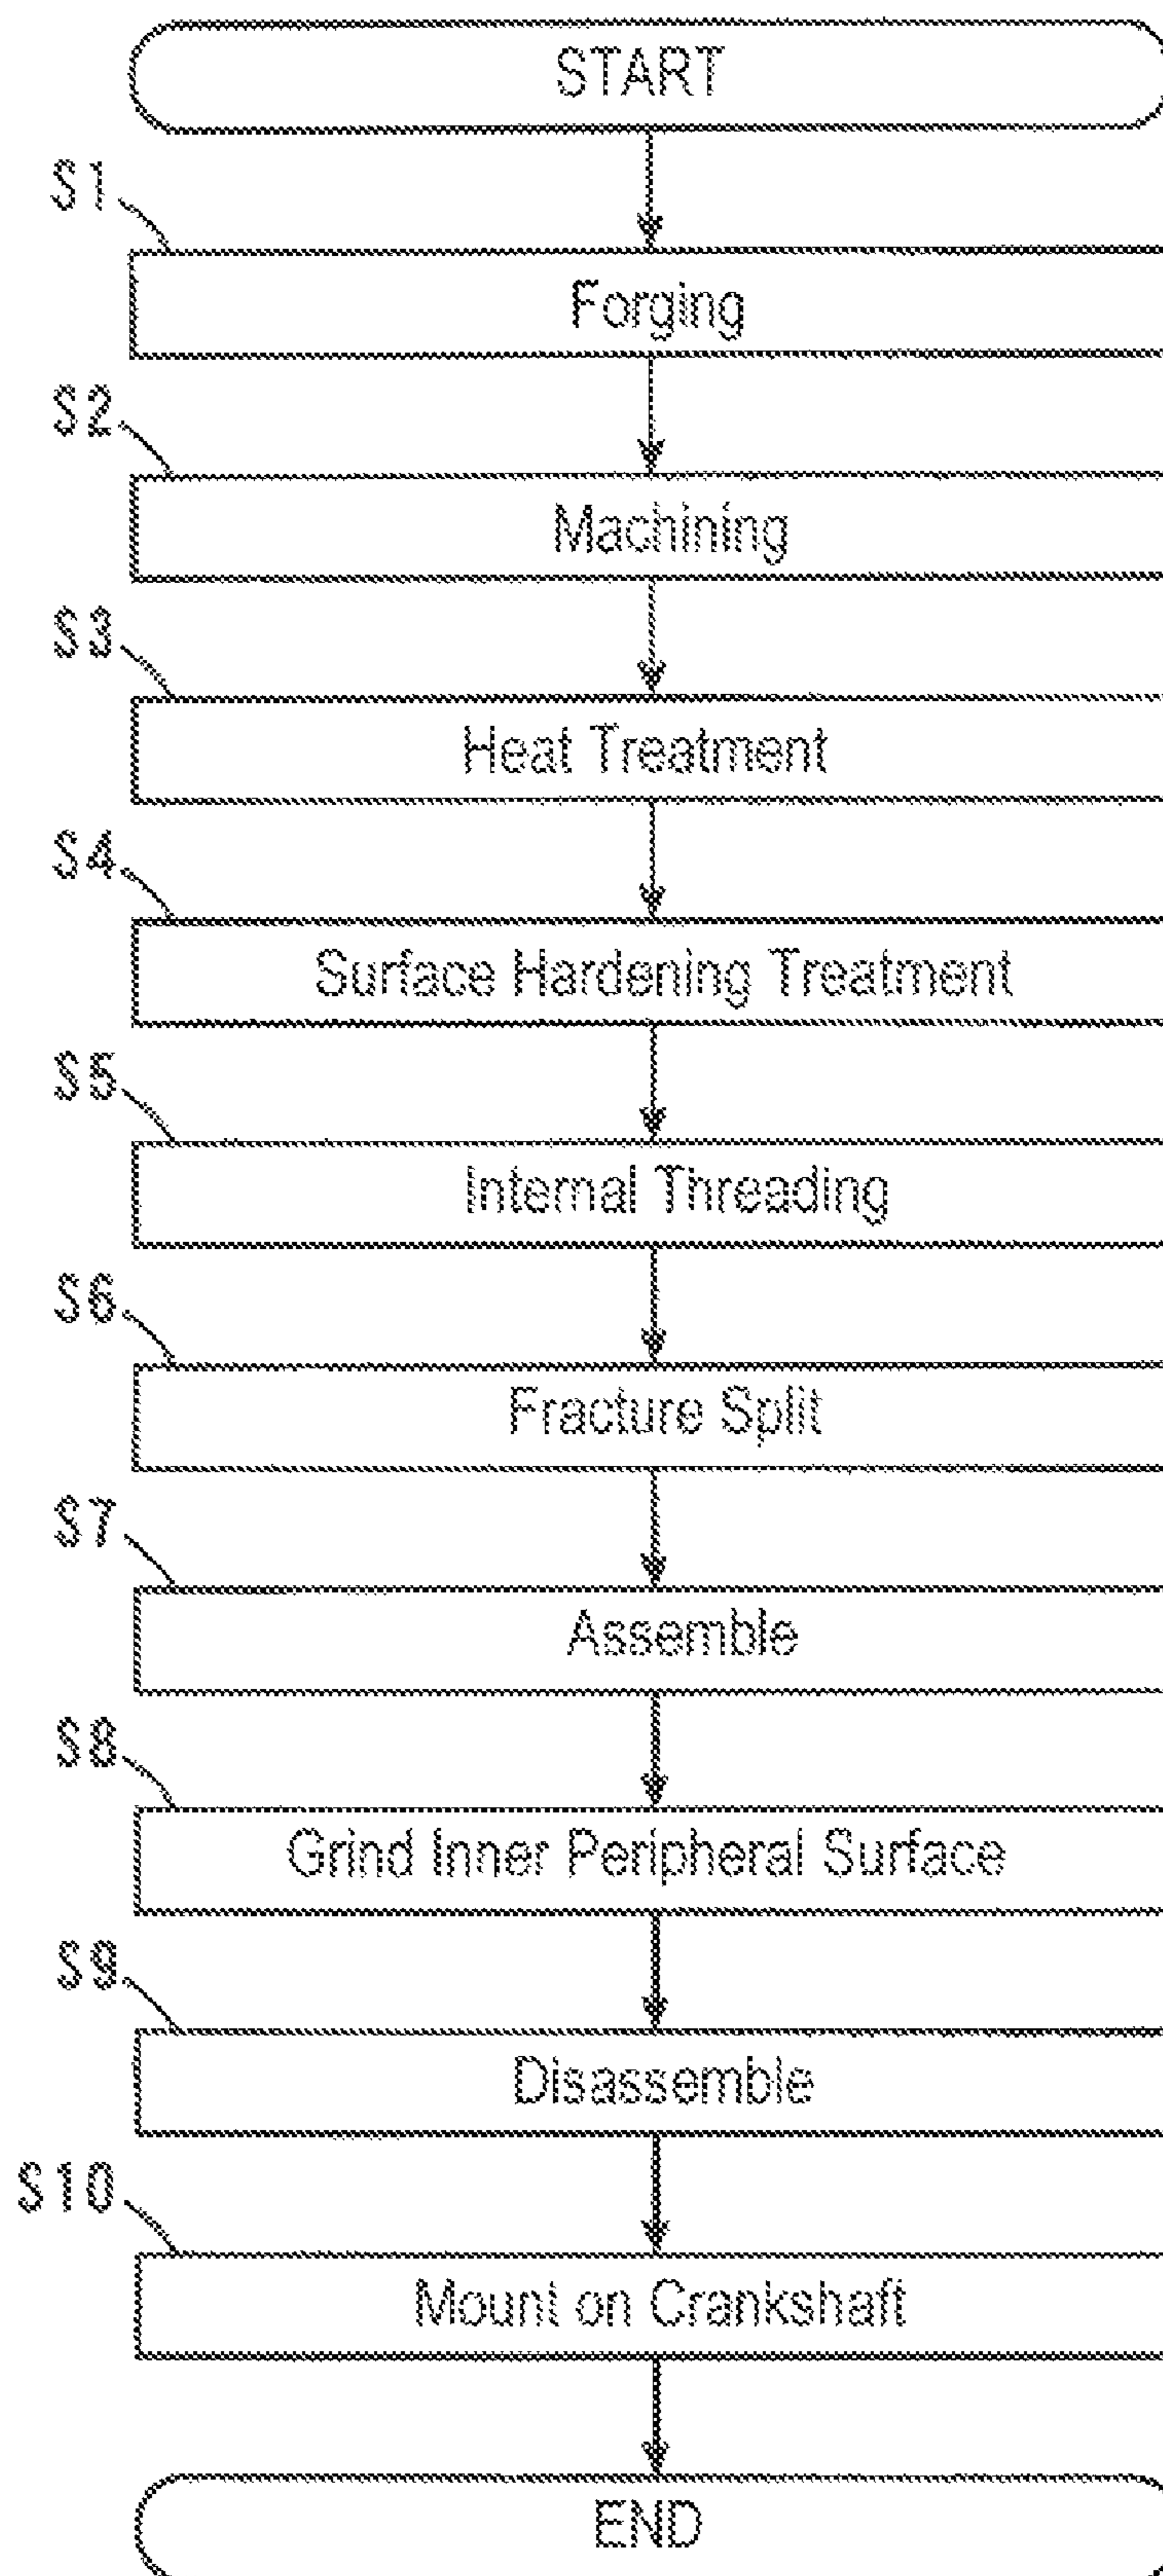 START
S1
Forging
S2
Machining
S3
Heat Treatment
S4
Surface Hardening Treatment
S5
Internal Threading
S6
Fracture Split
S7
Assemble
S8
Grind Inner Peripheral Surface
S9
Disassemble
S10
Mount on Crankshaft
END